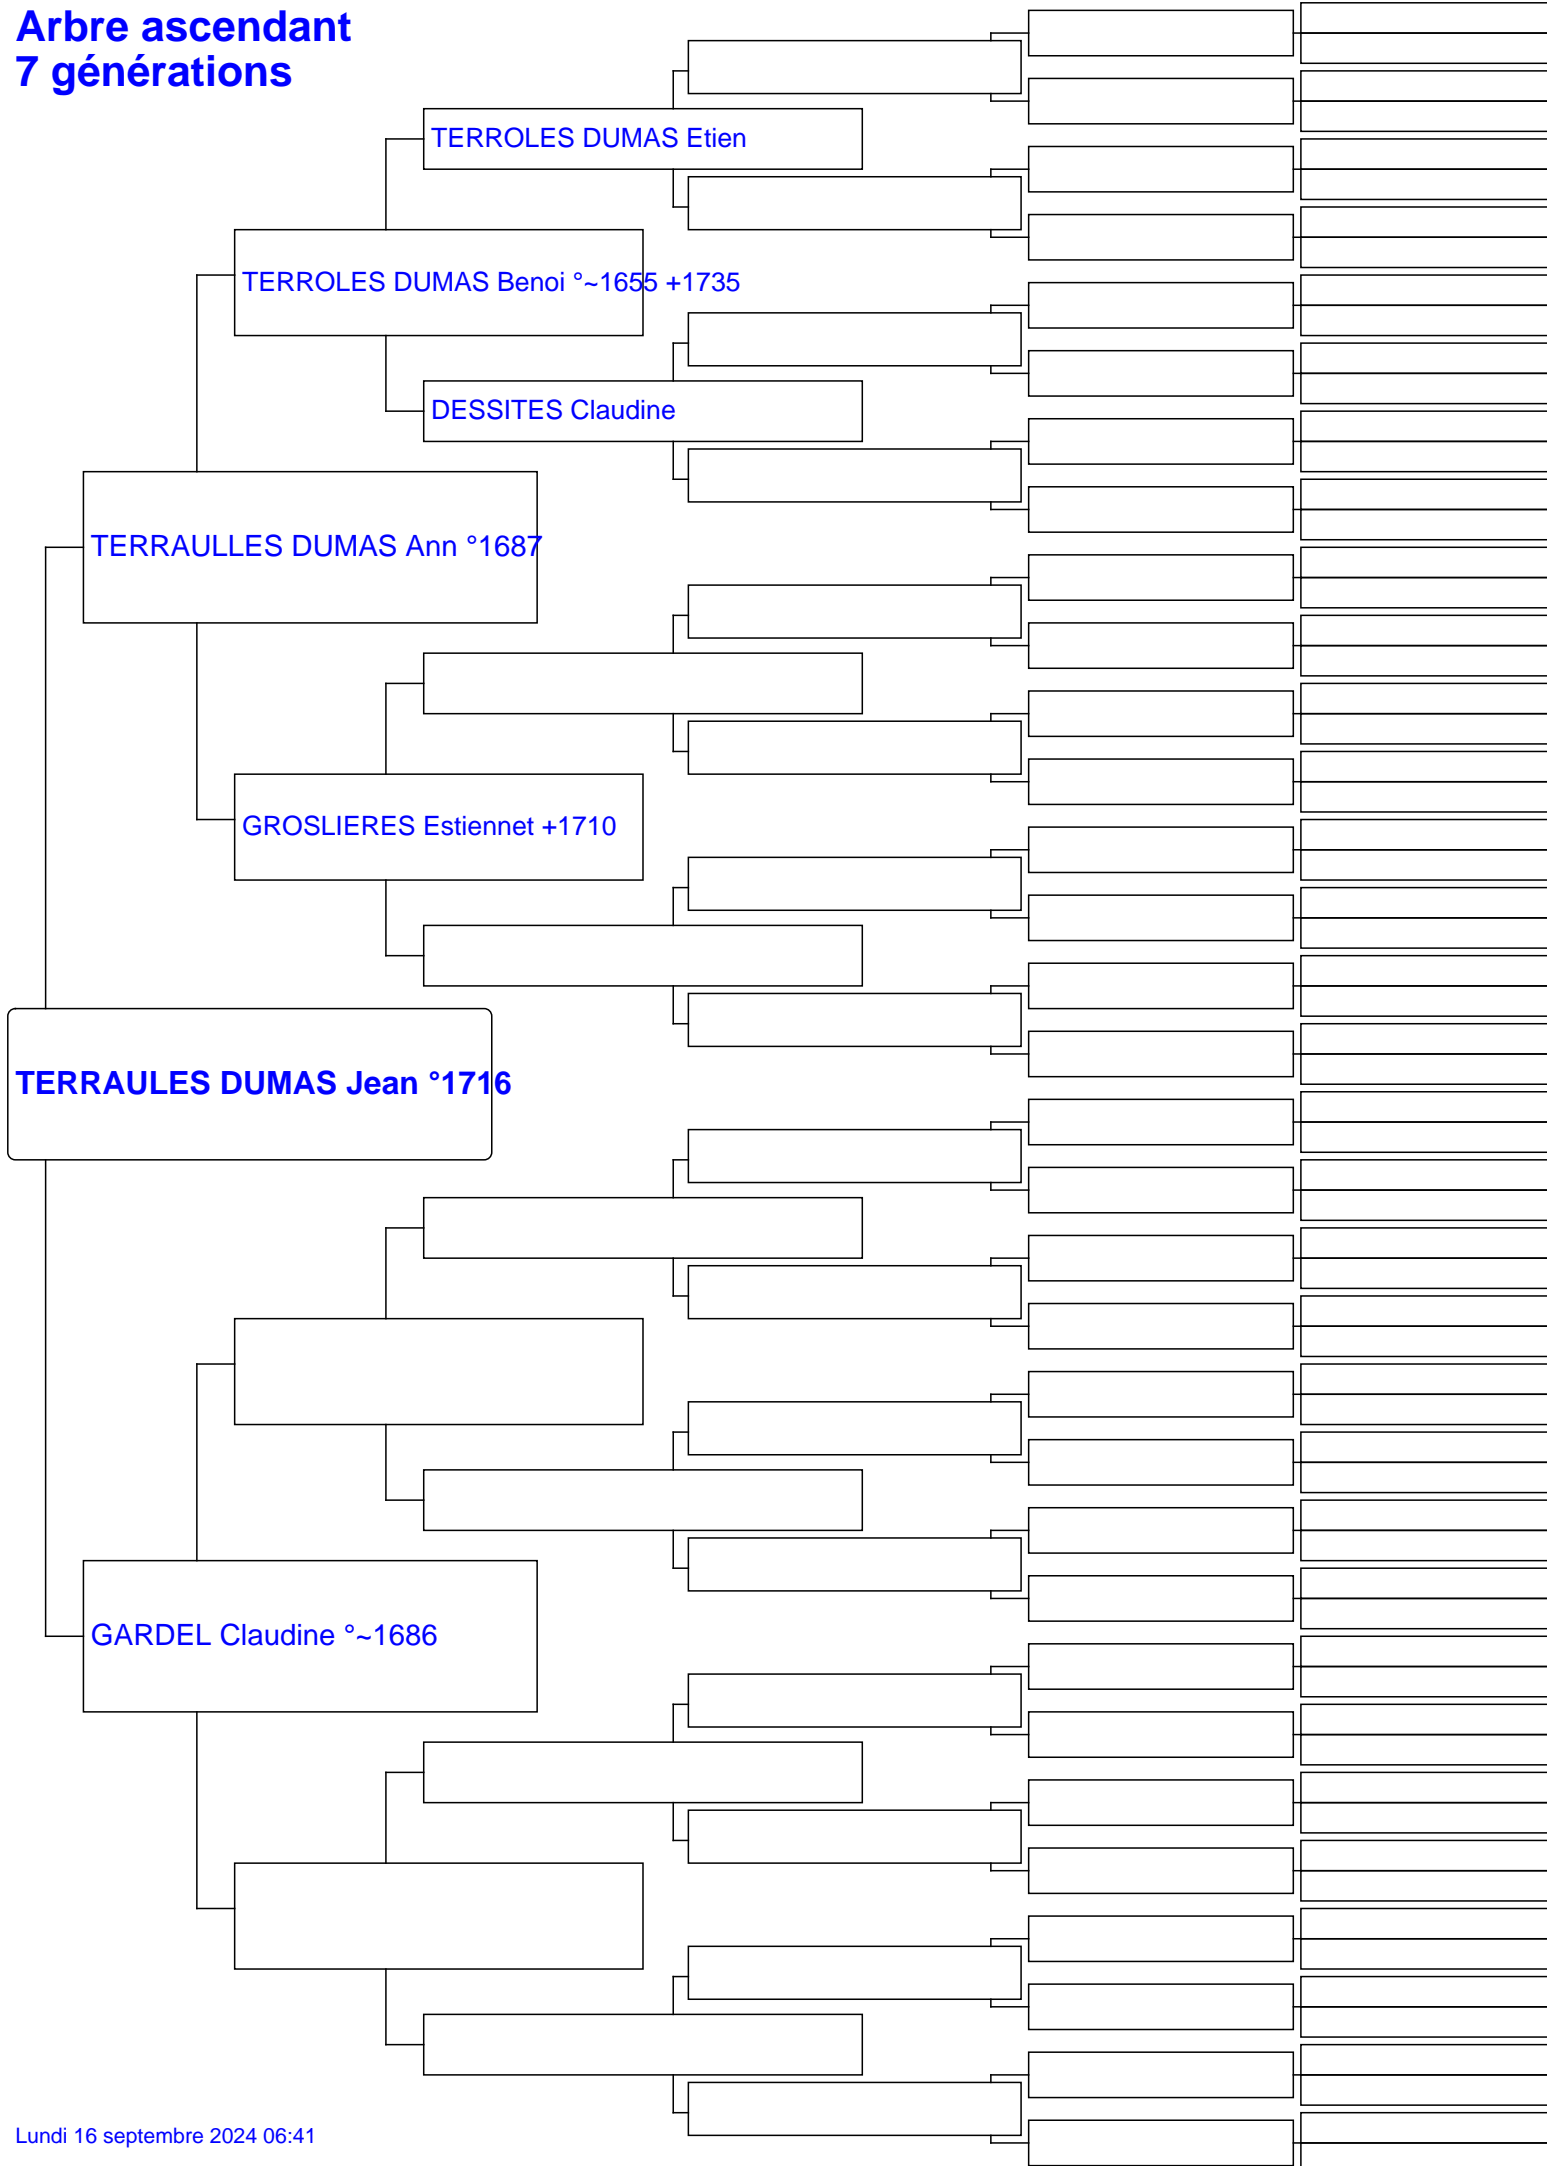 Arbre ascendant
7 générations
TERROLES DUMAS Etien
TERROLES DUMAS Benoi °~1655 +1735
DESSITES Claudine
TERRAULLES DUMAS Ann °1687
GROSLIERES Estiennet +1710
TERRAULES DUMAS Jean °1716
GARDEL Claudine °~1686
Lundi 16 septembre 2024 06:41